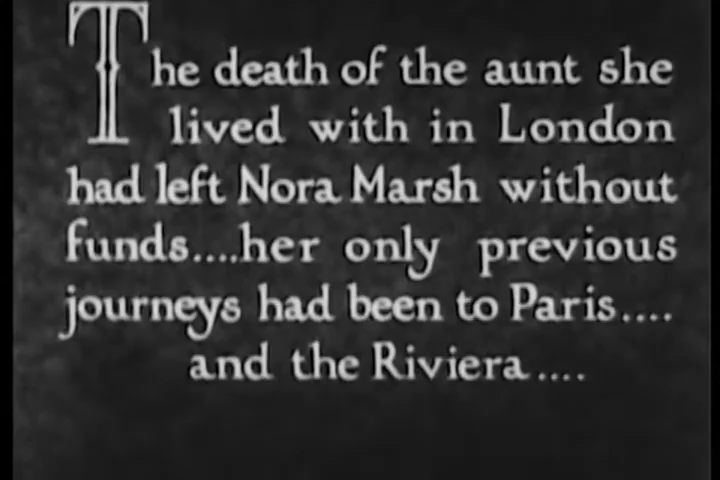 The death of the aunt she
lived with in London
had left Nora Marsh without
funds....her only previous
journeys had been to Paris....
and the Riviera....